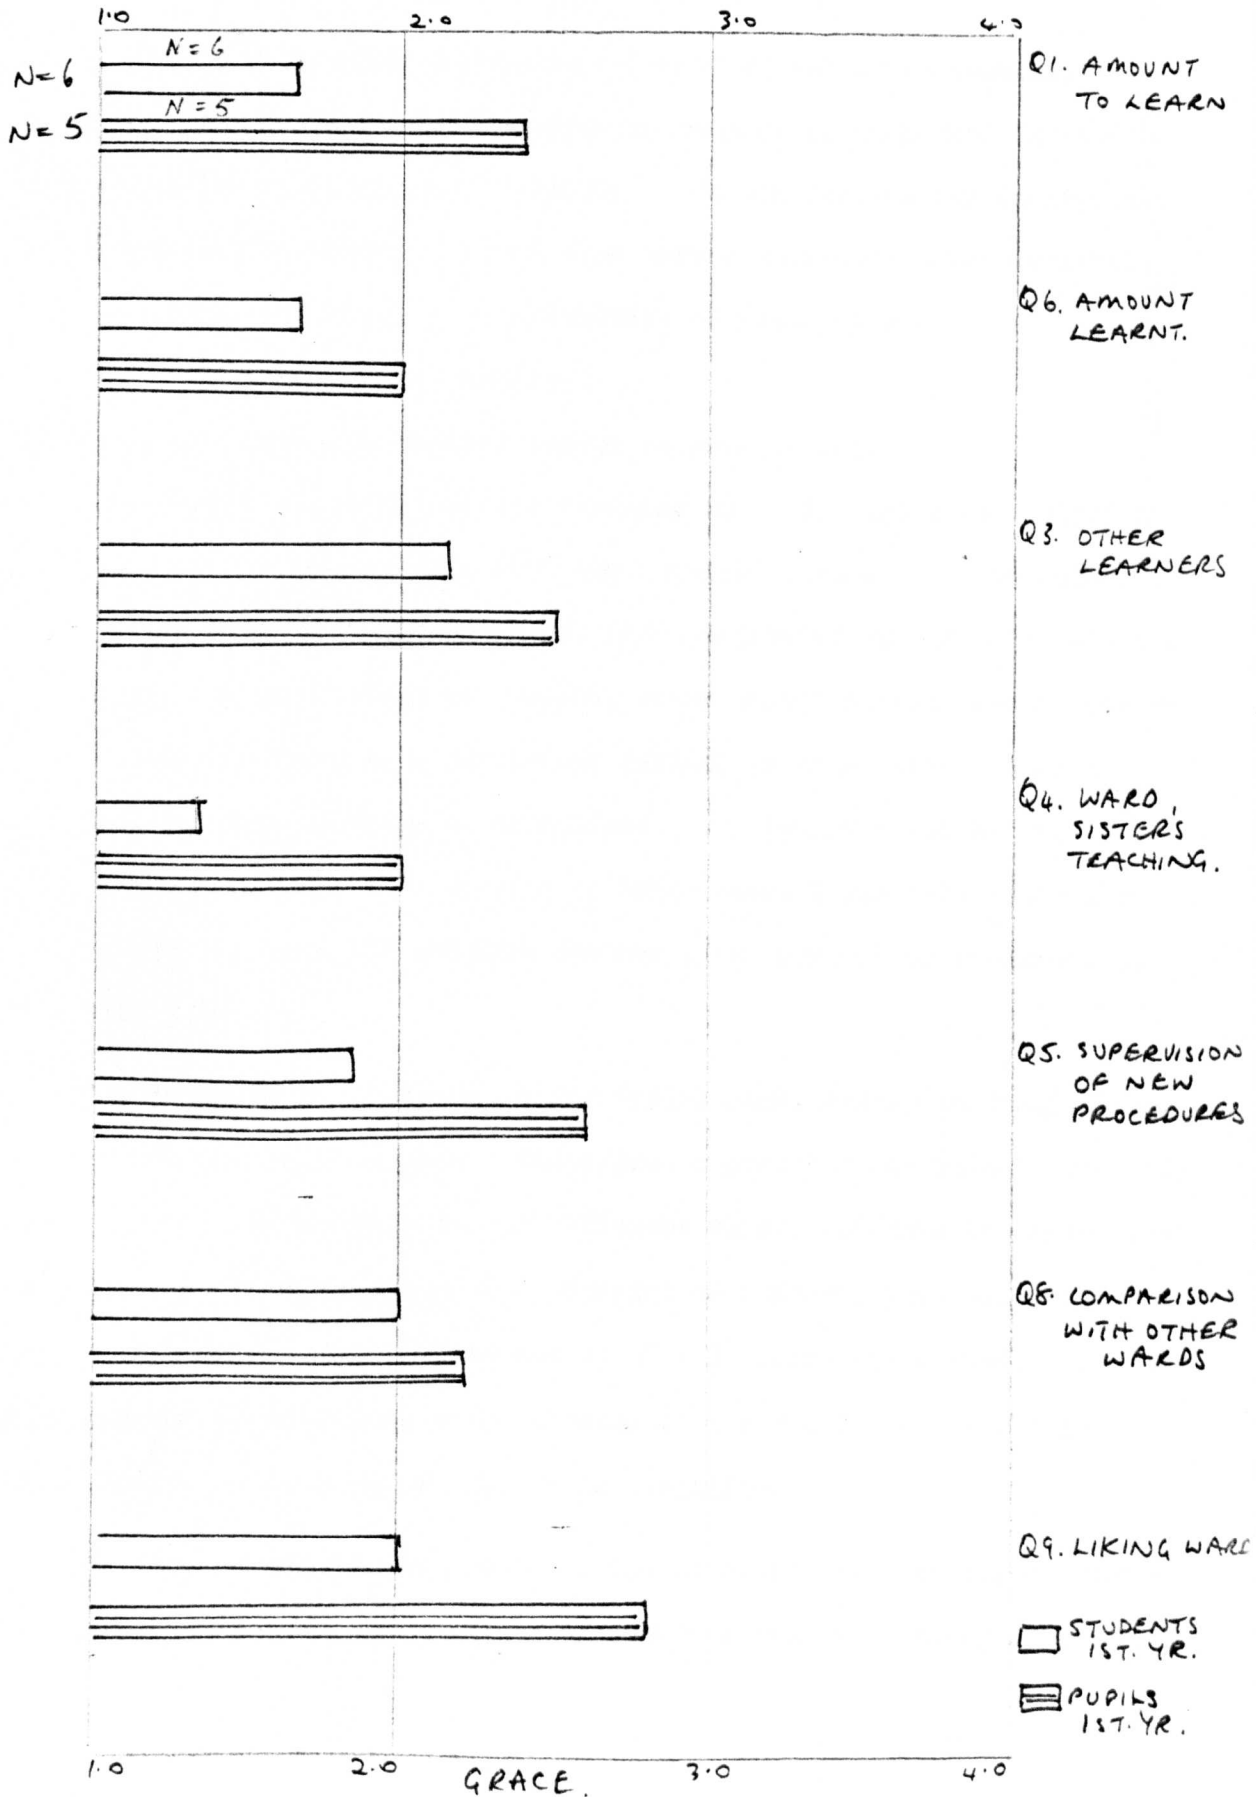 1.0 2.0 3.0 4.0
N = 6
N= 6
N = 5
N= 5
Q1. AMOUNT
TO LEARN
Q6. AMOUNT
LEARNT.
Q3. OTHER
LEARNERS
Q4. WARD
SISTER'S
TEACHING.
Q5. SUPERVISION
OF NEW
PROCEDURES
Q8. COMPARISON
WITH OTHER
WARDS
Q9. LIKING WARD
STUDENTS
1ST. YR.
PUPILS
1ST. YR.
1.0 2.0 3.0 4.0
GRACE.